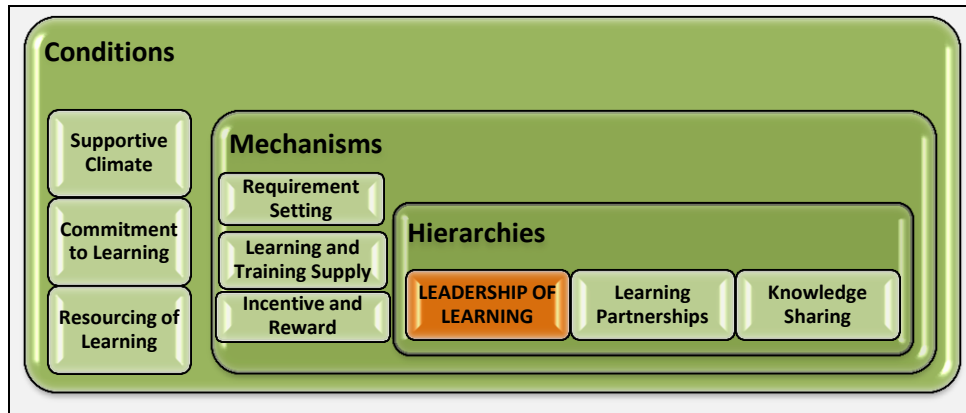 Conditions
Supportive
Climate
Commitment
to Learning
Resourcing of
Learning
Mechanisms
Requirement
Setting
Learning and
Training Supply
Incentive and
Reward
Hierarchies
LEADERSHIP OF
LEARNING
Learning
Partnerships
Knowledge
Sharing